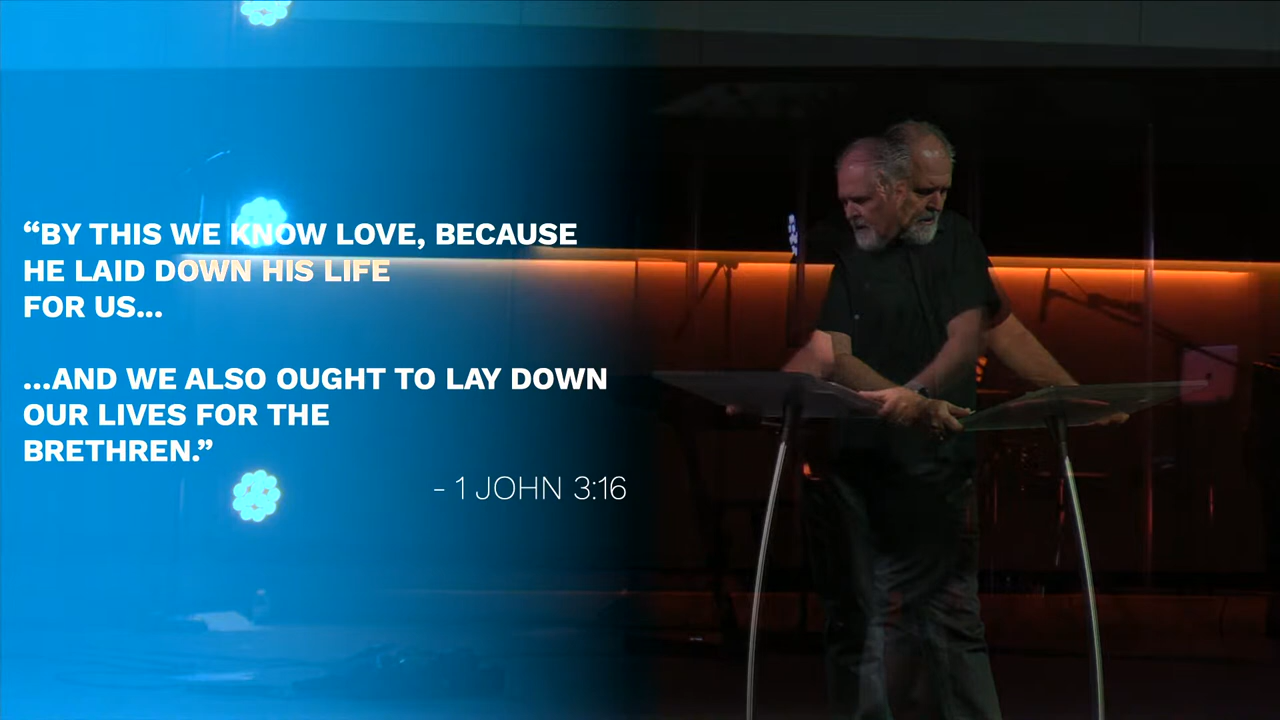 “BY THIS WE KNOW LOVE, BECAUSE
HE LAID DOWN HIS LIFE
FOR US...
...AND WE ALSO OUGHT TO LAY DOWN
OUR LIVES FOR THE
BRETHREN.”
- 1 JOHN 3:16